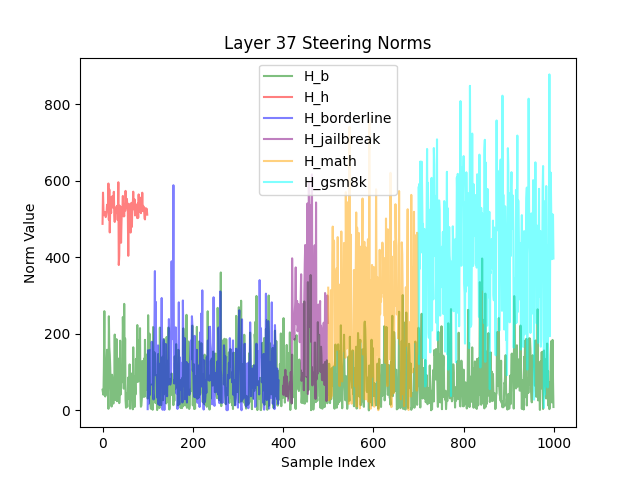 Layer 37 Steering Norms
H_b
H_h
H_borderline
H_jailbreak
H_math
H_gsm8k
Norm Value
800
600
400
200
0
0
200
400
600
800
1000
Sample Index